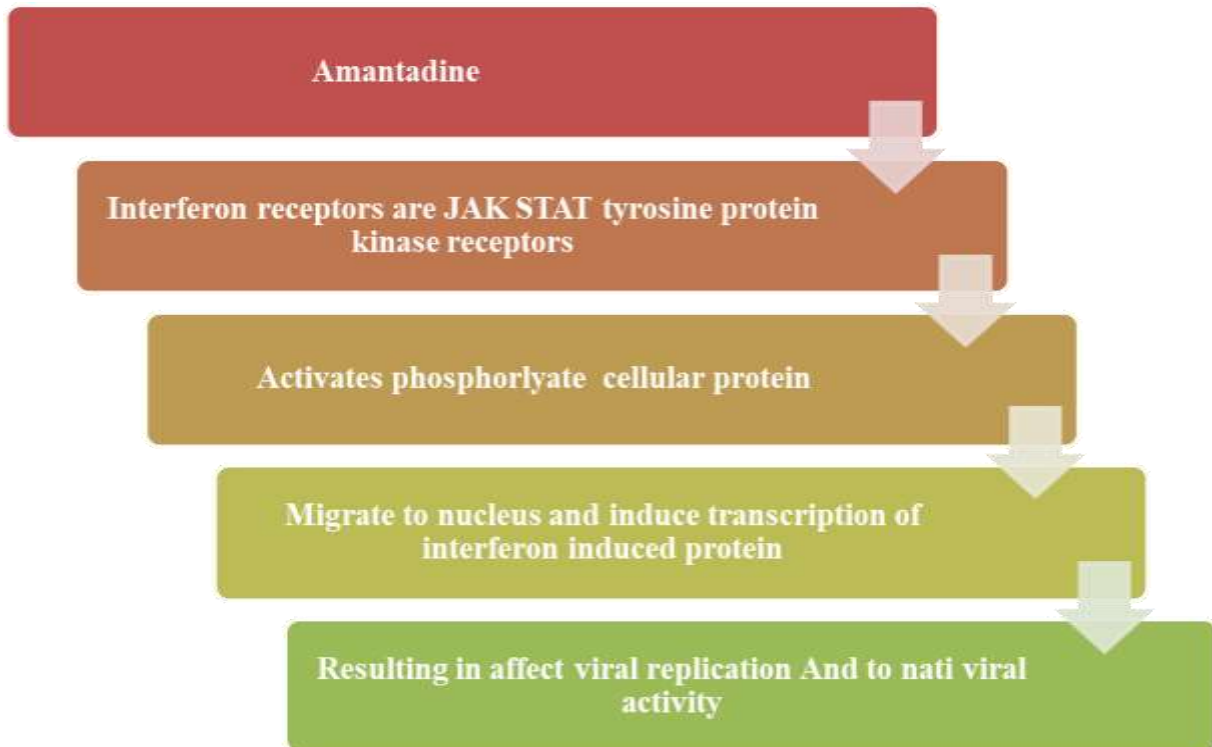 Amantadine
Interferon receptors are JAK STAT tyrosine protein
kinase receptors
Activates phosphorlyate cellular protein
Migrate to nucleus and induce transcription of
interferon induced protein
Resulting in affect viral replication And to nati viral
activity